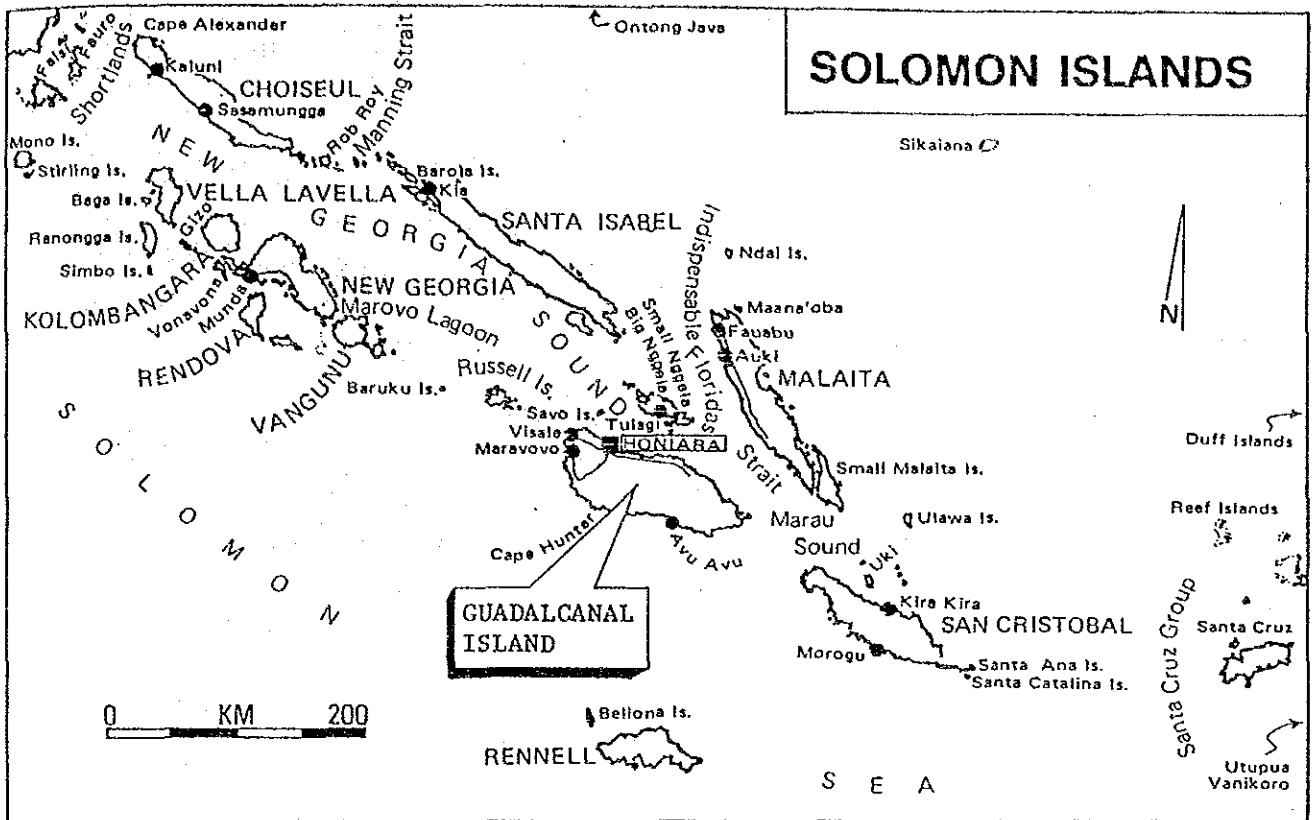 SOLOMON ISLANDS
Cape Alexander
Ontong Java
Fauro
Shortlands
Kaluni
CHOISEUL
Sasamungga
Manning Strait
Rob Roy
Sikaiana
Mono Is.
Stirling Is.
NEW GEORGIA SOUND
Barola Is.
Kia
VELLA LAVELLA
Baga Is.
Gizo
SANTA ISABEL
Ranongga Is.
Indispensable Strait
Ndai Is.
Simbo Is.
KOLOMBANGARA
Vonavona
Munda
NEW GEORGIA
Marovo Lagoon
N
Maana'oba
Fauabu
Auki
Small Nggela
Big Nggela
Floridas
MALAITA
RENDOVA
VANGUNU
Baruku Is.
Russell Is.
Savo Is.
Tulagi
Visale
HONIARA
Maravovo
Duff Islands
Small Malaita Is.
Reef Islands
Cape Hunter
Avu Avu
Marau
Sound
Ulawa Is.
Uki
GUADALCANAL
ISLAND
Kira Kira
SAN CRISTOBAL
Morogu
Santa Ana Is.
Santa Catalina Is.
Santa Cruz Group
Santa Cruz
0 KM 200
Bellona Is.
RENNELL
Utupua
Vanikoro
SOLOMON
SEA